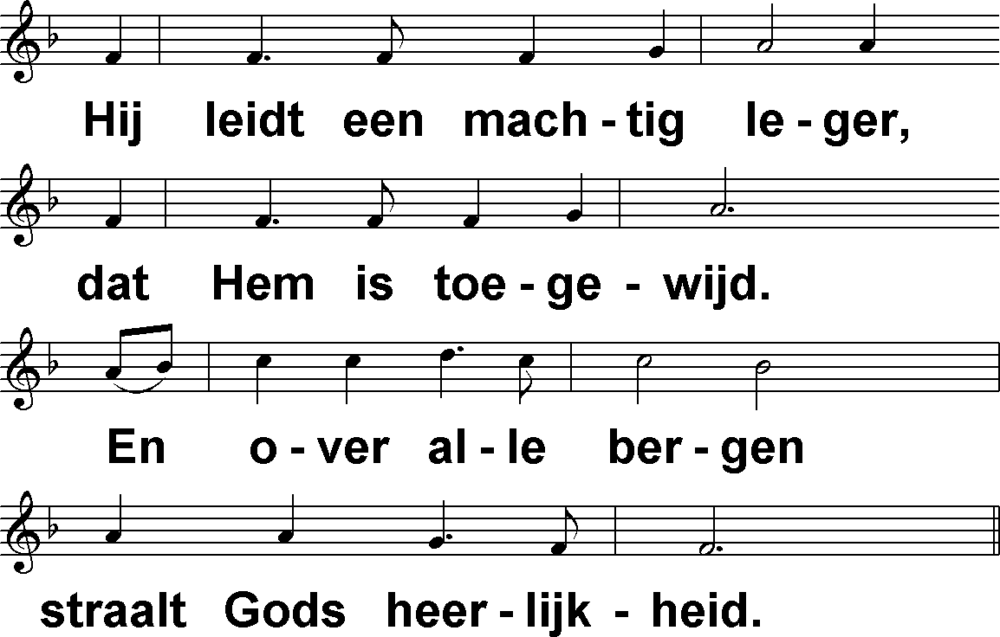 Hij leidt een mach - tig le - ger,
dat Hem is toe - ge - wijd.
En o - ver al - le ber - gen
straalt Gods heer - lijk - heid.